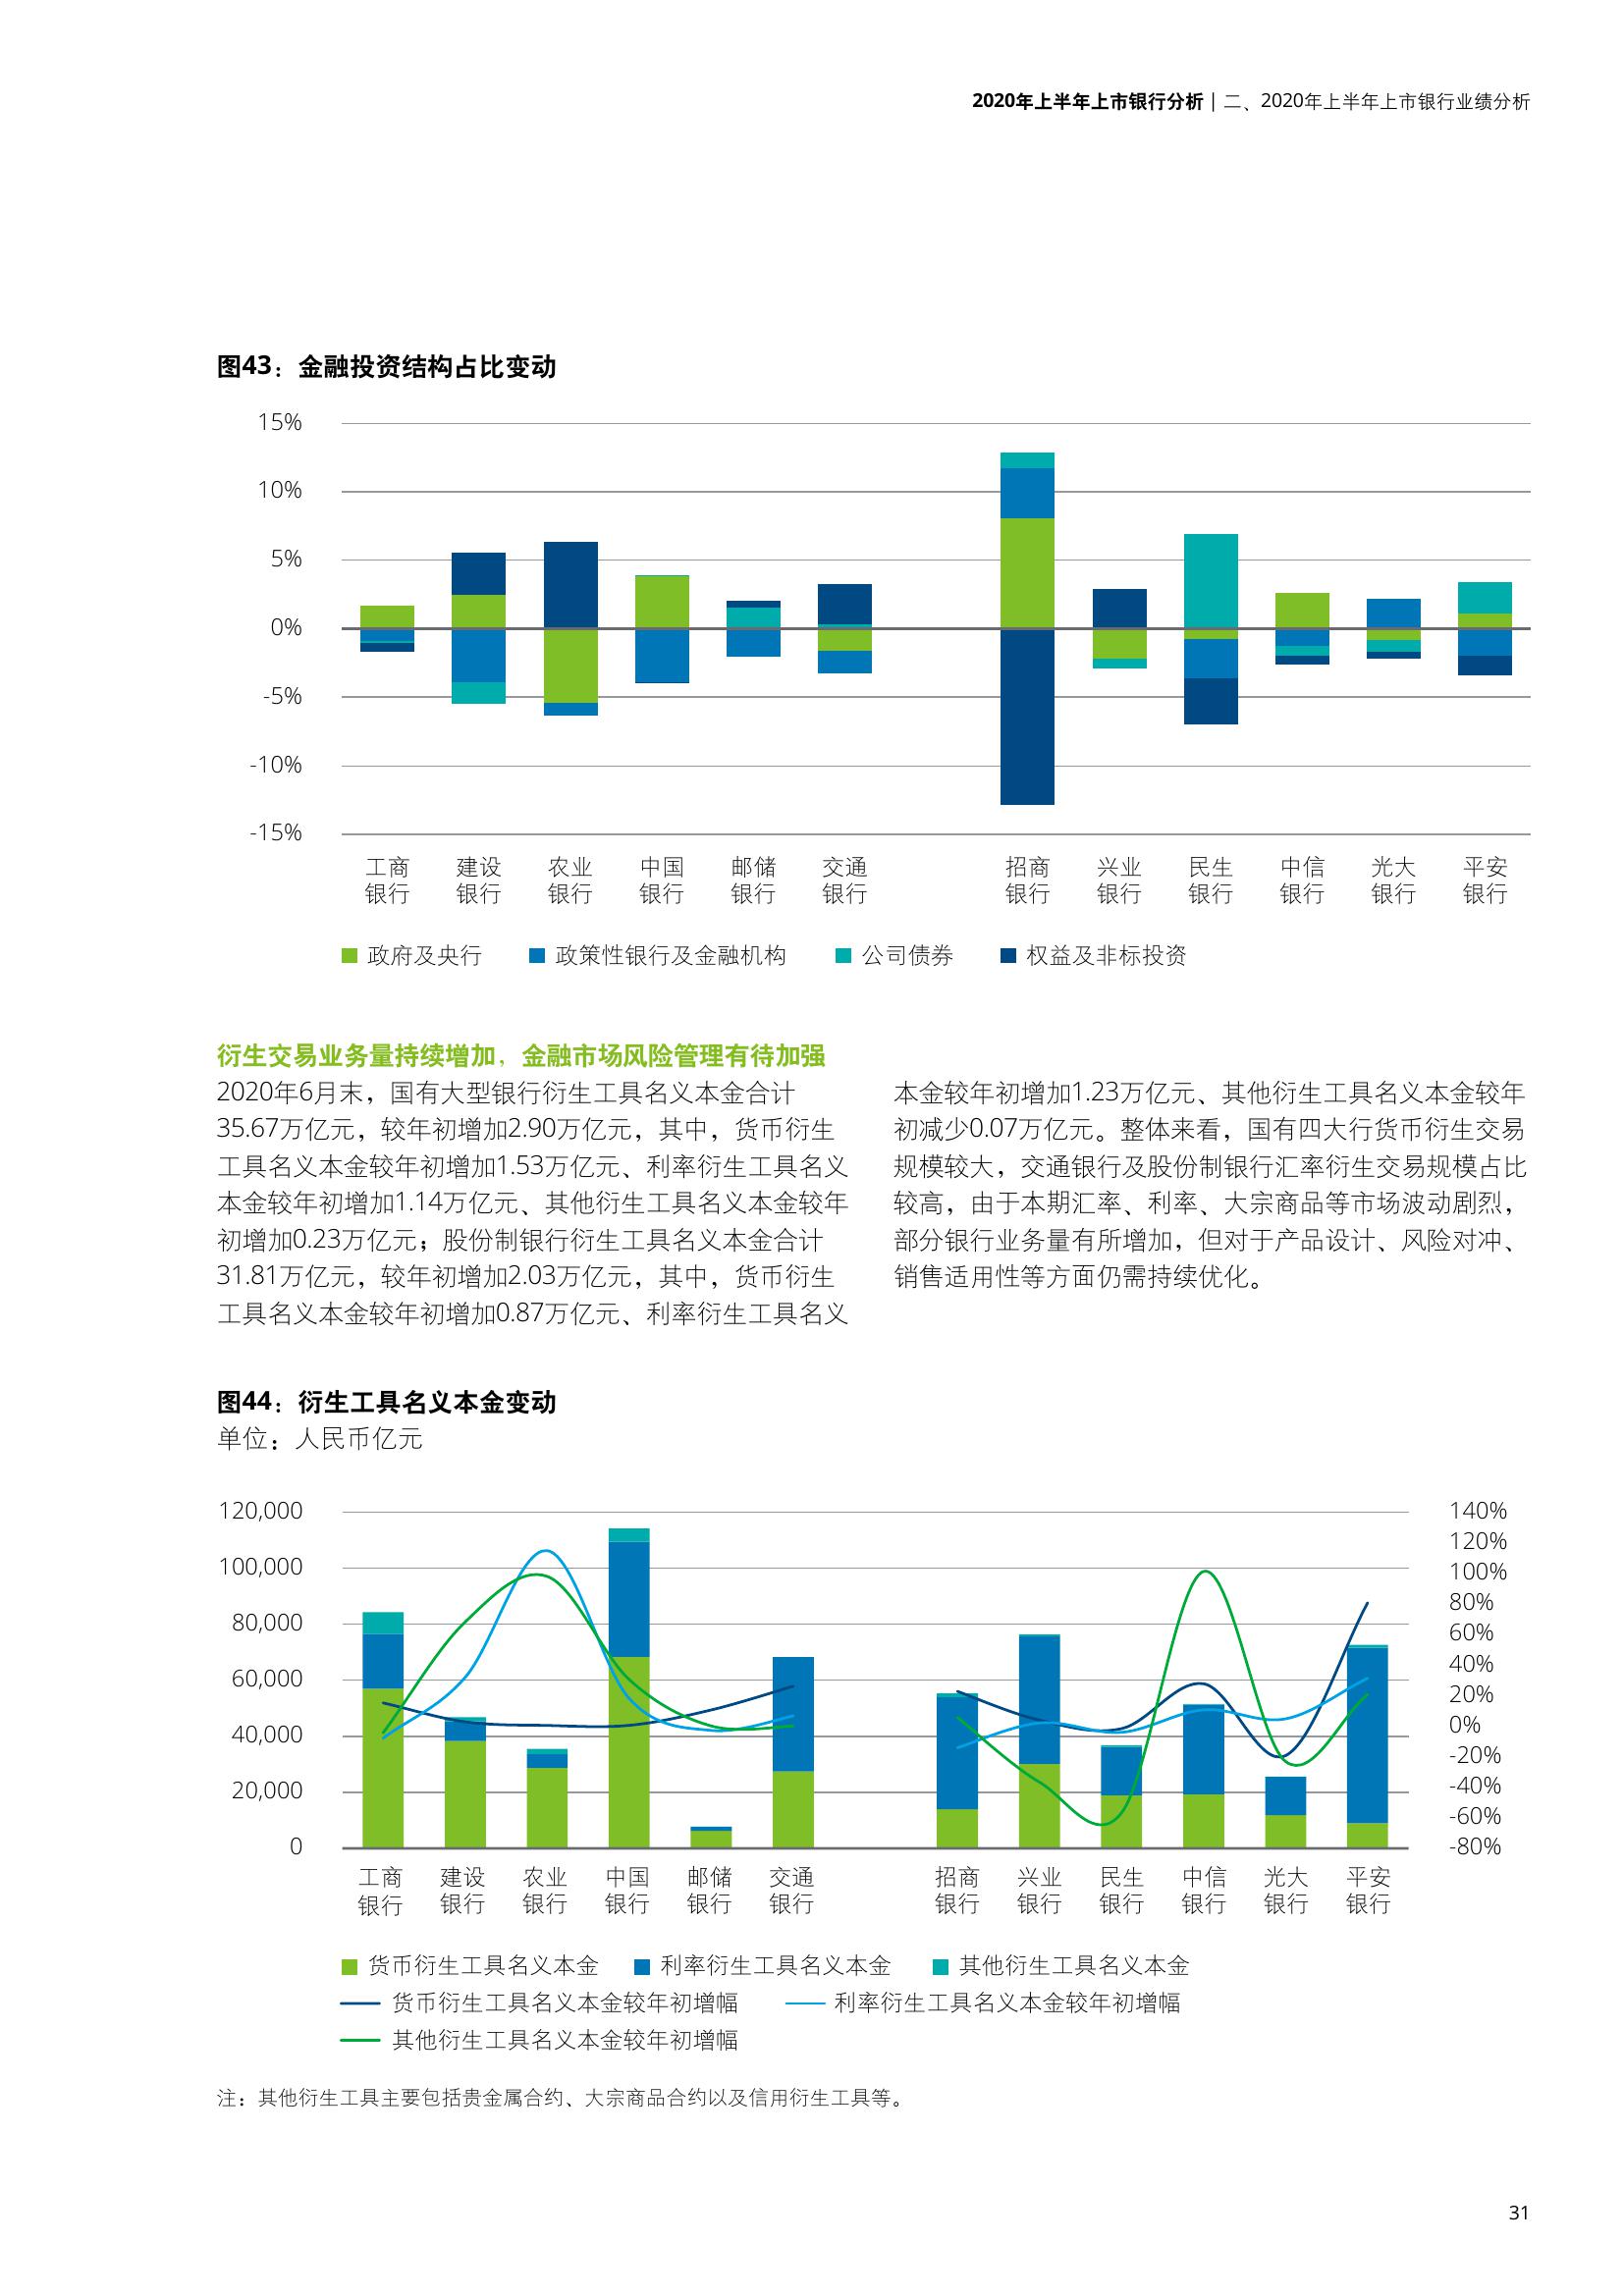 2020年上半年上市银行分析 | 二、2020年上半年上市银行业绩分析
图43：金融投资结构占比变动
15%
10%
5%
0%
-5%
-10%
-15%
工商银行 建设银行 农业银行 中国银行 邮储银行 交通银行 招商银行 兴业银行 民生银行 中信银行 光大银行 平安银行
政府及央行 政策性银行及金融机构 公司债券 权益及非标投资
衍生交易业务量持续增加，金融市场风险管理有待加强
2020年6月末，国有大型银行衍生工具名义本金合计
35.67万亿元，较年初增加2.90万亿元，其中，货币衍生
工具名义本金较年初增加1.53万亿元、利率衍生工具名义
本金较年初增加1.14万亿元、其他衍生工具名义本金较年
初增加0.23万亿元；股份制银行衍生工具名义本金合计
31.81万亿元，较年初增加2.03万亿元，其中，货币衍生
工具名义本金较年初增加0.87万亿元、利率衍生工具名义
本金较年初增加1.23万亿元、其他衍生工具名义本金较年
初减少0.07万亿元。整体来看，国有四大行货币衍生交易
规模较大，交通银行及股份制银行汇率衍生交易规模占比
较高，由于本期汇率、利率、大宗商品等市场波动剧烈，
部分银行业务量有所增加，但对于产品设计、风险对冲、
销售适用性等方面仍需持续优化。
图44：衍生工具名义本金变动
单位：人民币亿元
120,000
100,000
80,000
60,000
40,000
20,000
0
140%
120%
100%
80%
60%
40%
20%
0%
-20%
-40%
-60%
-80%
工商银行 建设银行 农业银行 中国银行 邮储银行 交通银行 招商银行 兴业银行 民生银行 中信银行 光大银行 平安银行
货币衍生工具名义本金 利率衍生工具名义本金 其他衍生工具名义本金
货币衍生工具名义本金较年初增幅 利率衍生工具名义本金较年初增幅
其他衍生工具名义本金较年初增幅
注：其他衍生工具主要包括贵金属合约、大宗商品合约以及信用衍生工具等。
31